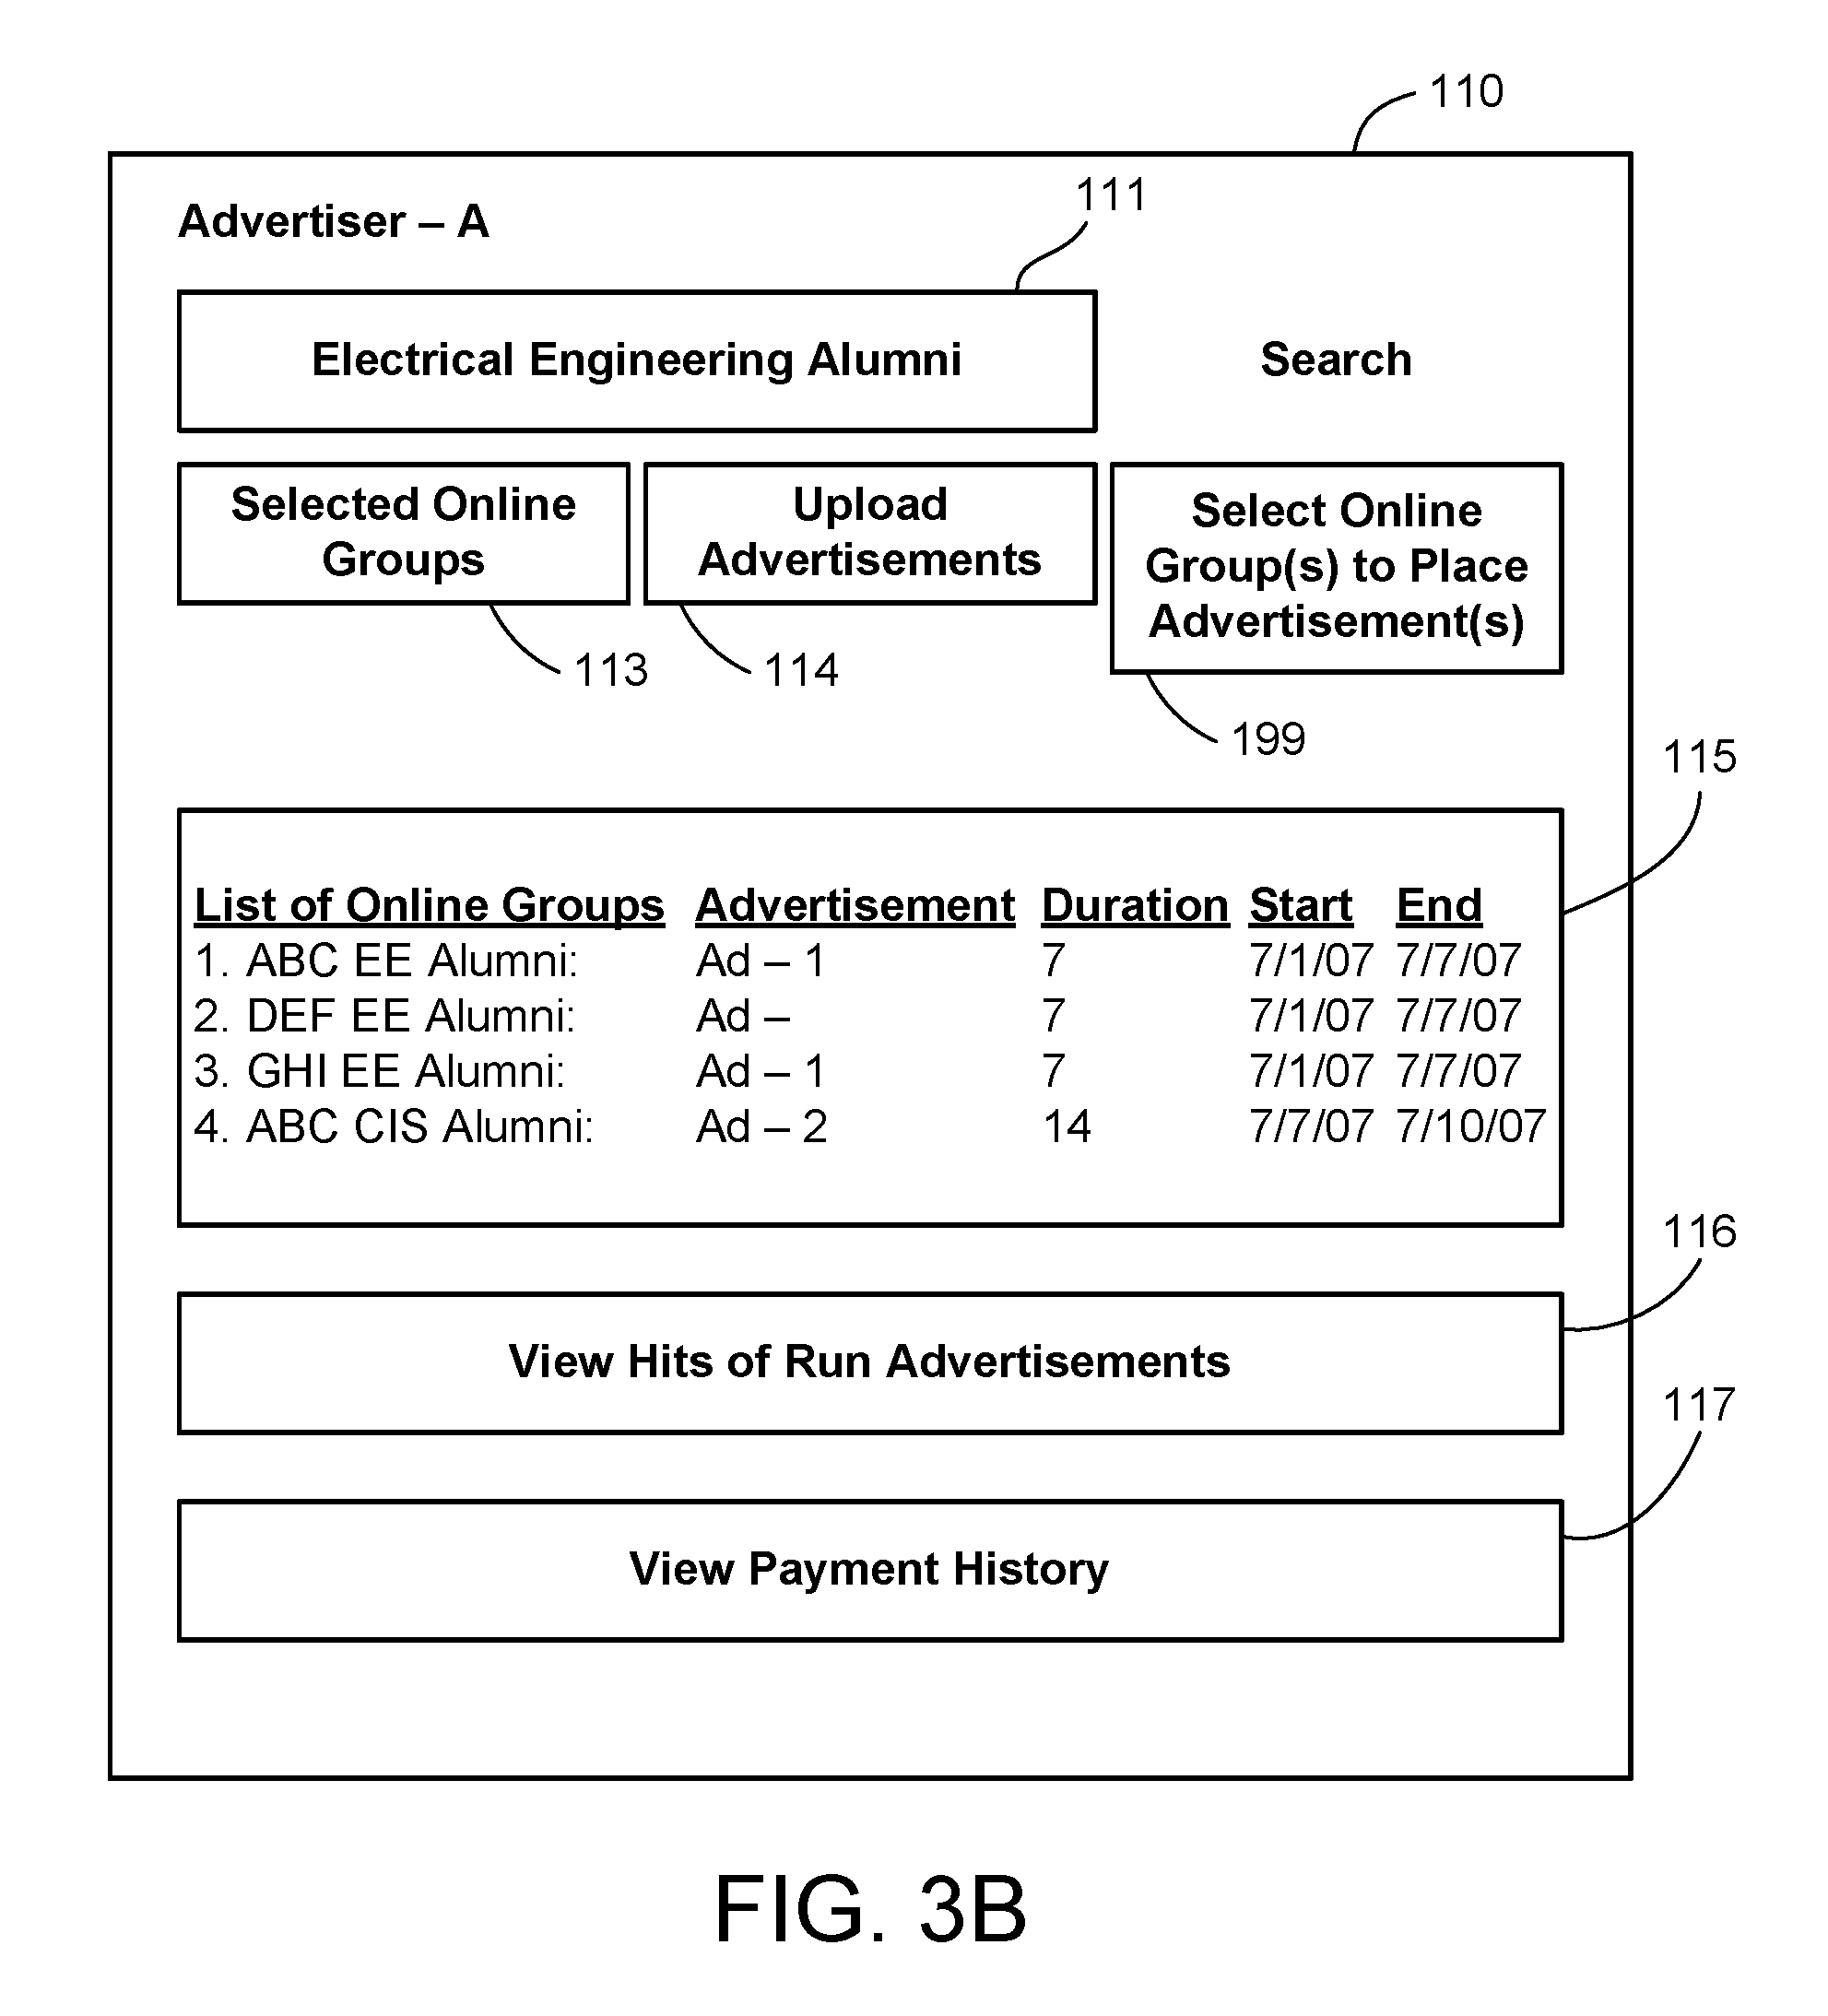 110
111
Advertiser – A
Electrical Engineering Alumni
Search
Selected Online
Groups
Upload
Advertisements
Select Online
Group(s) to Place
Advertisement(s)
113
114
199
115
List of Online Groups Advertisement Duration Start End
1. ABC EE Alumni: Ad – 1 7 7/1/07 7/7/07
2. DEF EE Alumni: Ad – 7 7/1/07 7/7/07
3. GHI EE Alumni: Ad – 1 7 7/1/07 7/7/07
4. ABC CIS Alumni: Ad – 2 14 7/7/07 7/10/07
116
View Hits of Run Advertisements
117
View Payment History
FIG. 3B